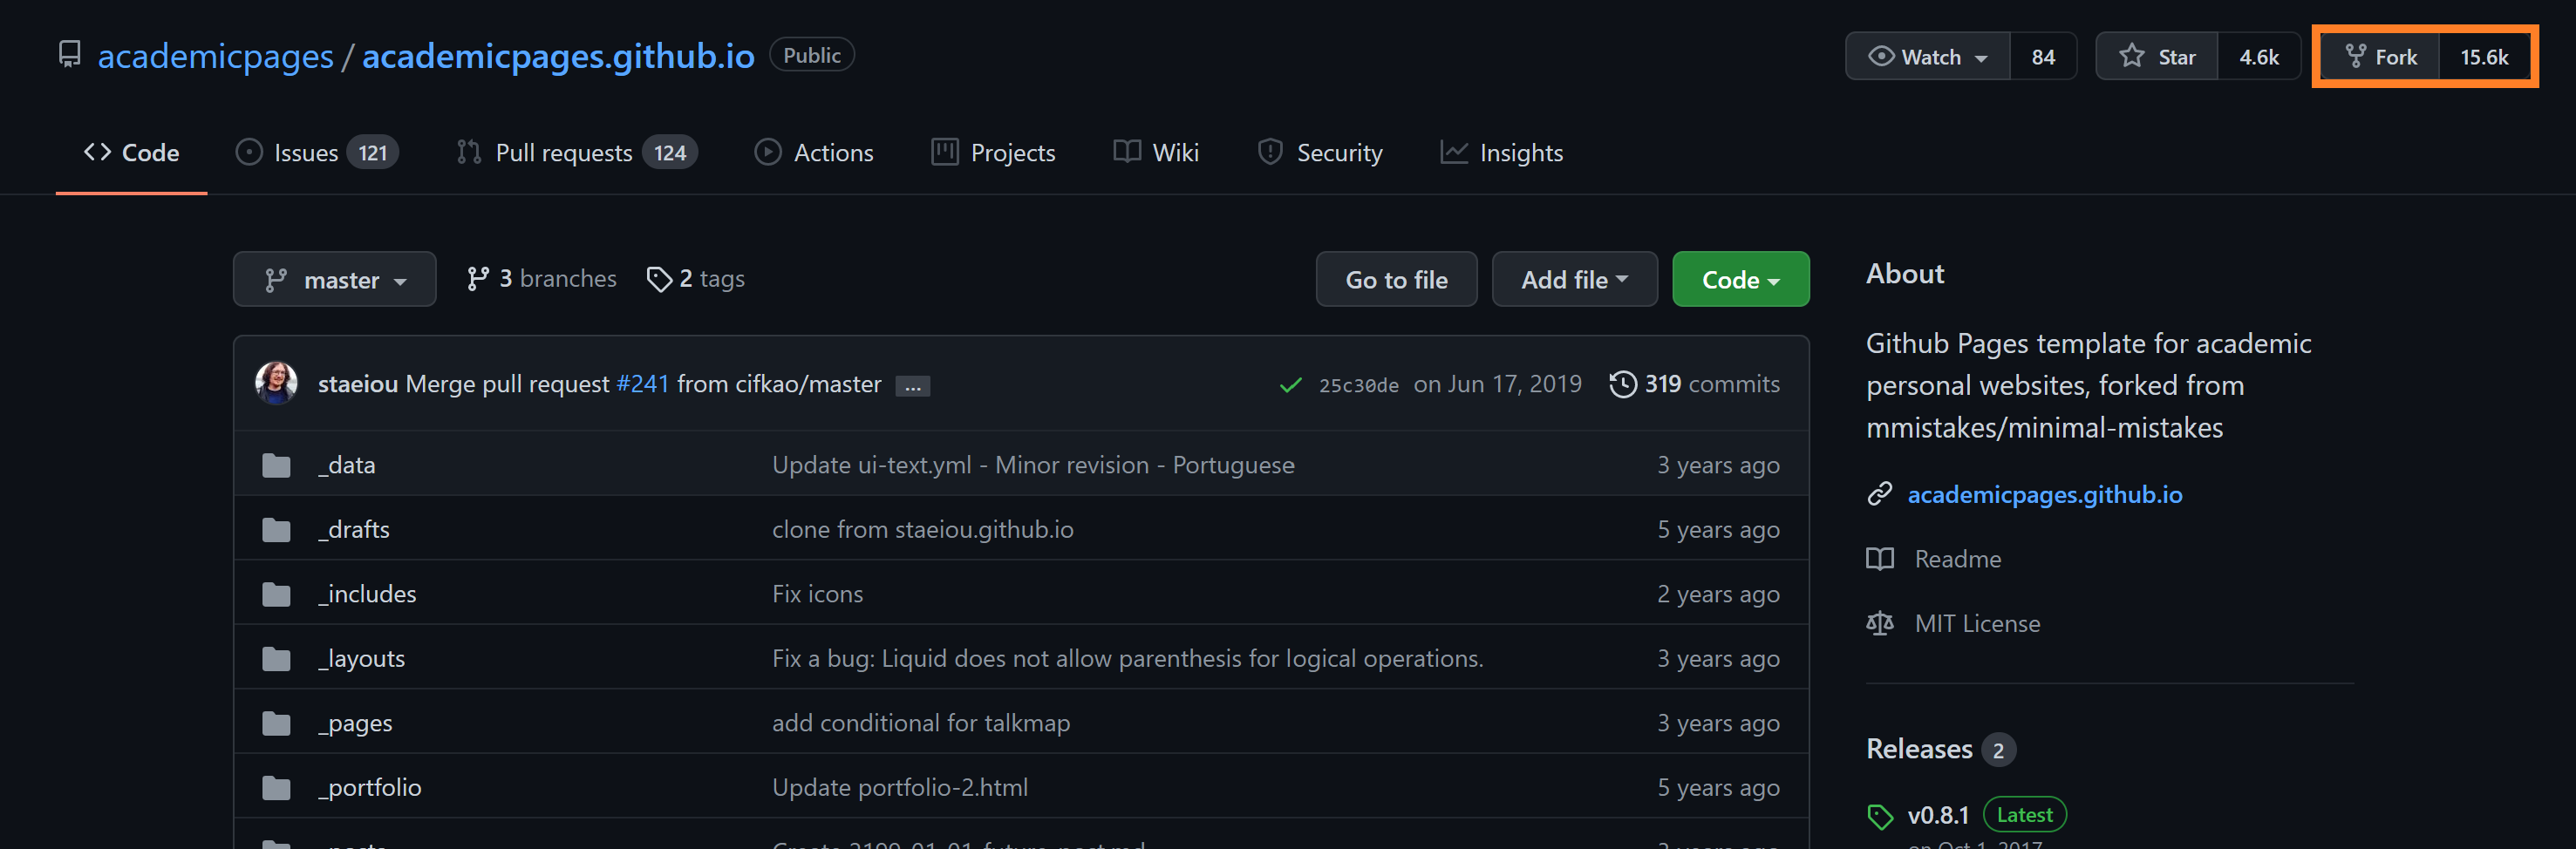 academicpages / academicpages.github.io Public Watch 84 Star 4.6k Fork 15.6k
Code Issues 121 Pull requests 124 Actions Projects Wiki Security Insights
master 3 branches 2 tags Go to file Add file Code
staeiou Merge pull request #241 from cifkao/master ... 25c30de on Jun 17, 2019 319 commits
_data Update ui-text.yml - Minor revision - Portuguese 3 years ago
_drafts clone from staeiou.github.io 5 years ago
_includes Fix icons 2 years ago
_layouts Fix a bug: Liquid does not allow parenthesis for logical operations. 3 years ago
_pages add conditional for talkmap 3 years ago
_portfolio Update portfolio-2.html 5 years ago
About
Github Pages template for academic
personal websites, forked from
mmistakes/minimal-mistakes
academicpages.github.io
Readme
MIT License
Releases 2
v0.8.1 Latest